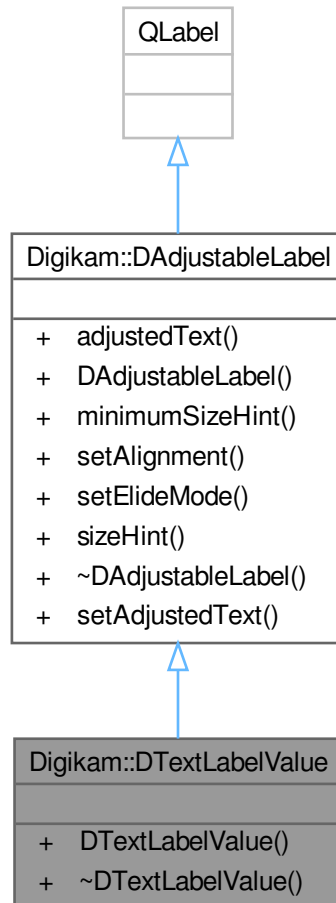 QLabel
Digikam::DAdjustableLabel
+ adjustedText()
+ DAdjustableLabel()
+ minimumSizeHint()
+ setAlignment()
+ setElideMode()
+ sizeHint()
+ ~DAdjustableLabel()
+ setAdjustedText()
Digikam::DTextLabelValue
+ DTextLabelValue()
+ ~DTextLabelValue()